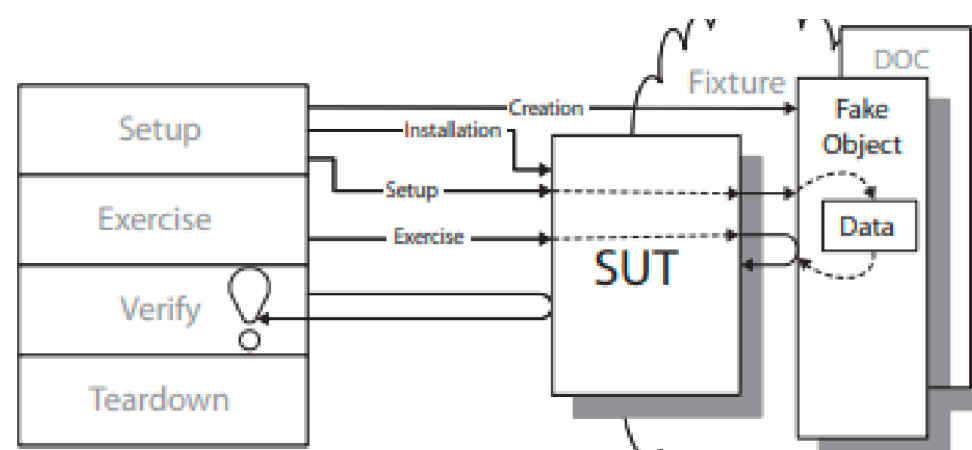 DOC
Fixture
Creation
Fake
Object
Setup
Installation
Setup
Data
Exercise
Exercise
SUT
Verify
Teardown